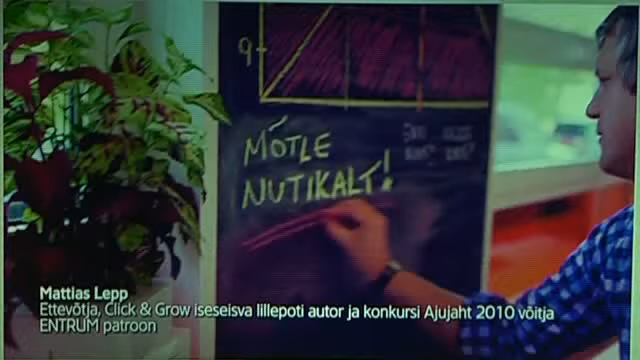 9
MÕTLE
NUTIKALT!
Mattias Lepp
Ettevõtja, Click & Grow iseseisva lillepoti autor ja konkursi Ajujaht 2010 võitja
ENTRUM patroon